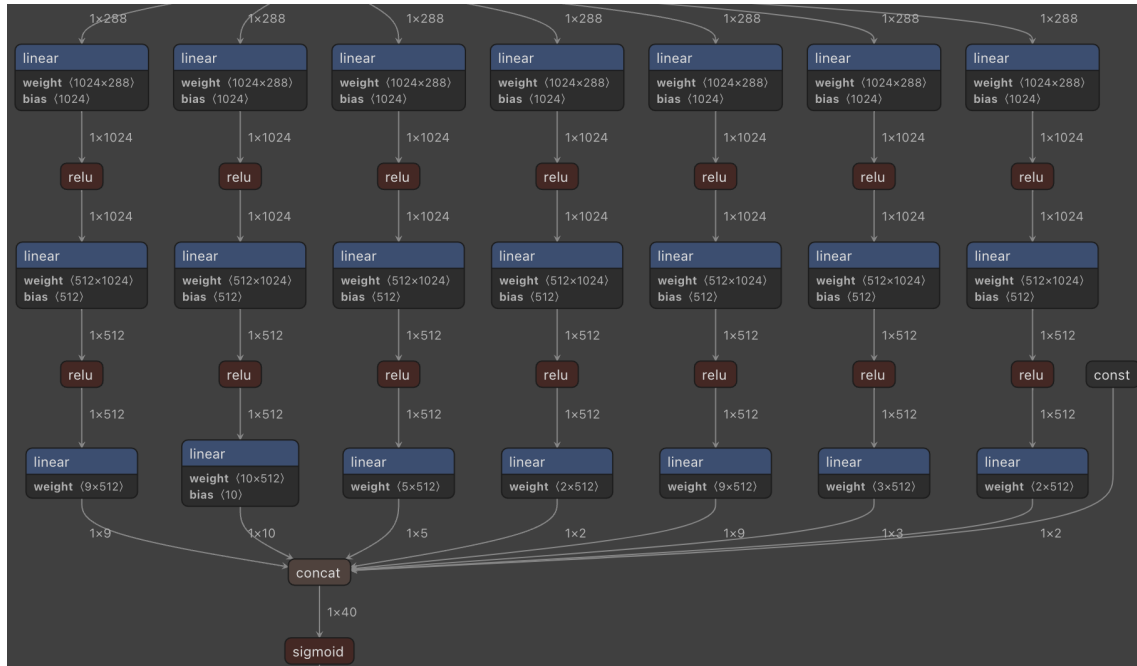 1×288 1×288 1×288 1×288 1×288 1×288 1×288
linear linear linear linear linear linear linear
weight ⟨1024×288⟩ weight ⟨1024×288⟩ weight ⟨1024×288⟩ weight ⟨1024×288⟩ weight ⟨1024×288⟩ weight ⟨1024×288⟩ weight ⟨1024×288⟩
bias ⟨1024⟩ bias ⟨1024⟩ bias ⟨1024⟩ bias ⟨1024⟩ bias ⟨1024⟩ bias ⟨1024⟩ bias ⟨1024⟩
1×1024 1×1024 1×1024 1×1024 1×1024 1×1024 1×1024
relu relu relu relu relu relu relu
1×1024 1×1024 1×1024 1×1024 1×1024 1×1024 1×1024
linear linear linear linear linear linear linear
weight ⟨512×1024⟩ weight ⟨512×1024⟩ weight ⟨512×1024⟩ weight ⟨512×1024⟩ weight ⟨512×1024⟩ weight ⟨512×1024⟩ weight ⟨512×1024⟩
bias ⟨512⟩ bias ⟨512⟩ bias ⟨512⟩ bias ⟨512⟩ bias ⟨512⟩ bias ⟨512⟩ bias ⟨512⟩
1×512 1×512 1×512 1×512 1×512 1×512 1×512
relu relu relu relu relu relu relu const
1×512 1×512 1×512 1×512 1×512 1×512 1×512
linear linear linear linear linear linear linear
weight ⟨9×512⟩ weight ⟨10×512⟩ weight ⟨5×512⟩ weight ⟨2×512⟩ weight ⟨9×512⟩ weight ⟨3×512⟩ weight ⟨2×512⟩
bias ⟨10⟩
1×9 1×10 1×5 1×2 1×9 1×3 1×2
concat
1×40
sigmoid